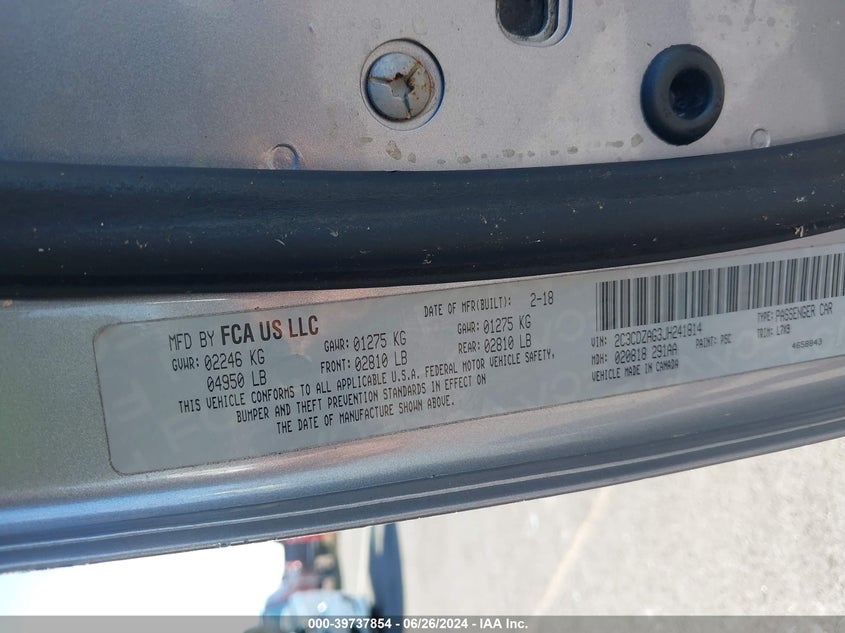 MFD BY FCA US LLC
DATE OF MFR(BUILT): 2-18
GVWR: 02246 KG GAWR: 01275 KG GAWR: 01275 KG
04950 LB FRONT: 02810 LB REAR: 02810 LB
THIS VEHICLE CONFORMS TO ALL APPLICABLE U.S.A. FEDERAL MOTOR VEHICLE SAFETY,
BUMPER AND THEFT PREVENTION STANDARDS IN EFFECT ON
THE DATE OF MANUFACTURE SHOWN ABOVE.
VIN: 2C3CDZAG3JH241814 TYPE: PASSENGER CAR
MDH: 020818 291AA PAINT: PSC TRIM: L7X9
VEHICLE MADE IN CANADA 4658843
000-39737854 - 06/26/2024 - IAA Inc.